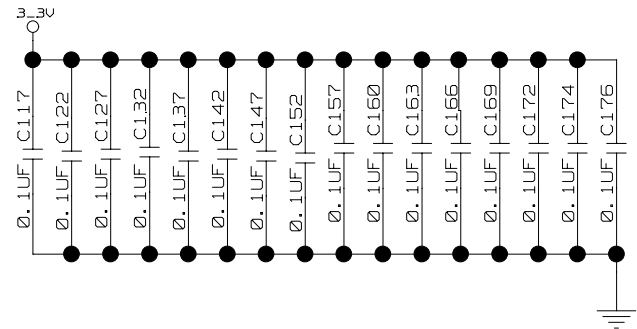 3_3V
0.1UF C117
0.1UF C122
0.1UF C127
0.1UF C132
0.1UF C137
0.1UF C142
0.1UF C147
0.1UF C152
0.1UF C157
0.1UF C160
0.1UF C163
0.1UF C166
0.1UF C169
0.1UF C172
0.1UF C174
0.1UF C176